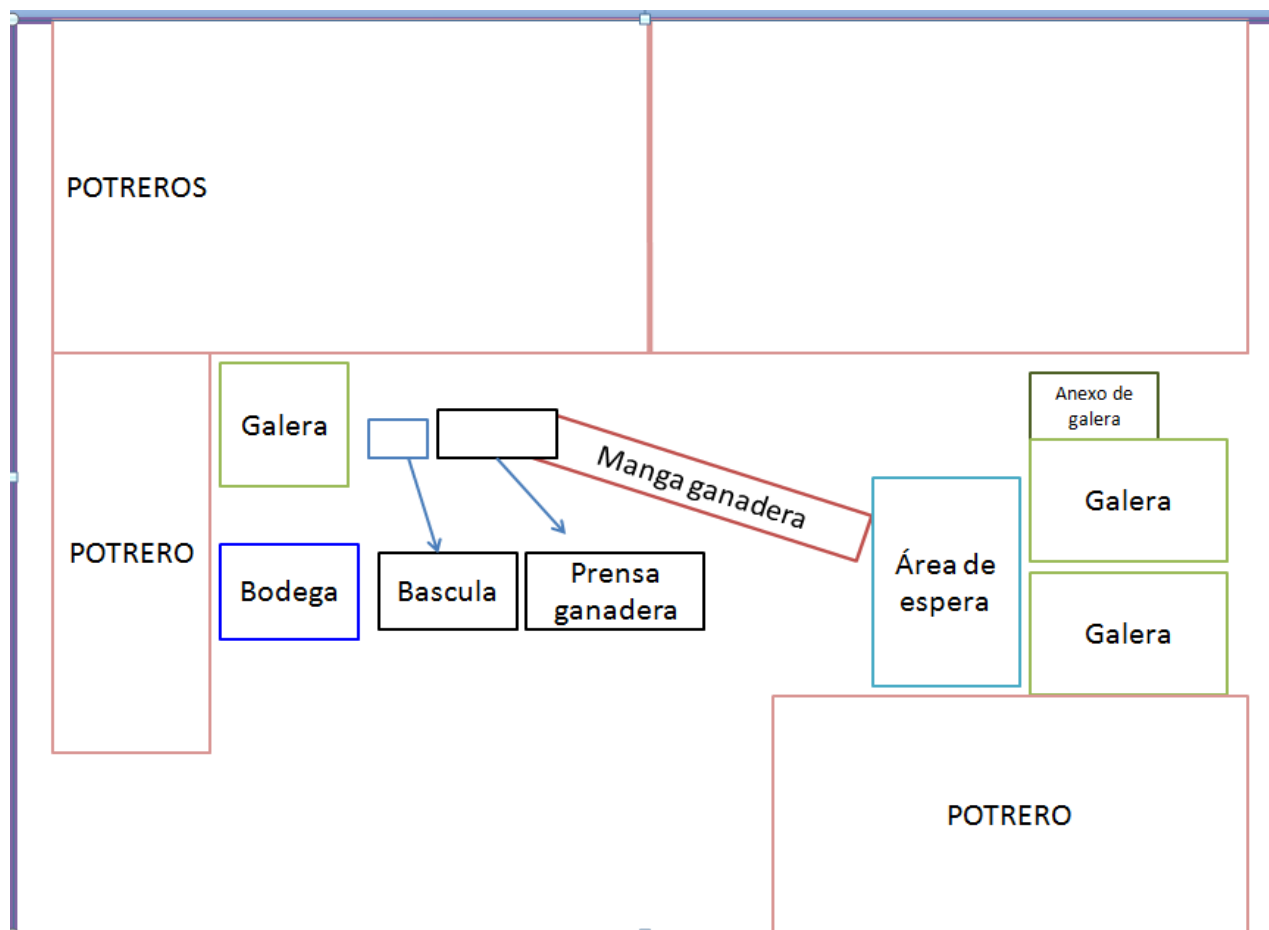 POTREROS
Anexo de
galera
Galera
Manga ganadera
Galera
POTRERO
Área de
espera
Bodega
Bascula
Prensa
ganadera
Galera
POTRERO